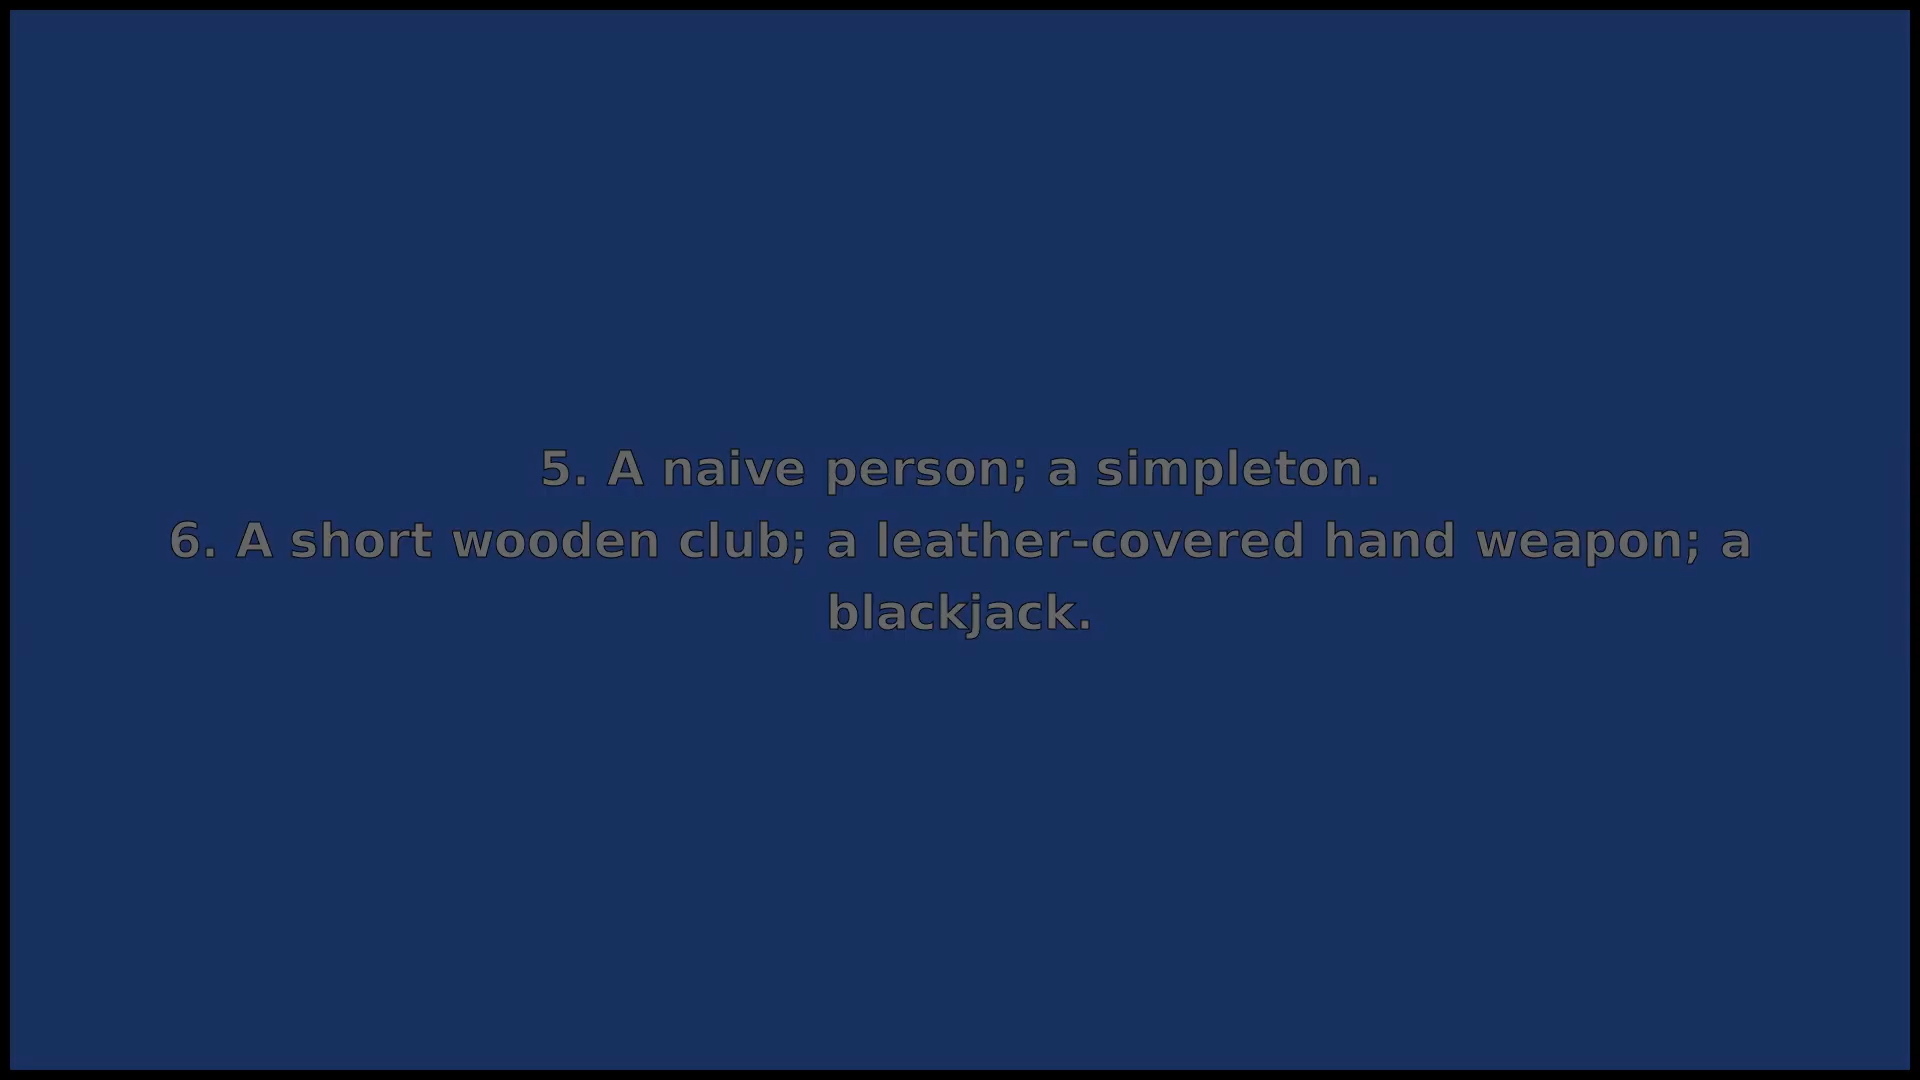 5. A naive person; a simpleton.
6. A short wooden club; a leather-covered hand weapon; a
blackjack.